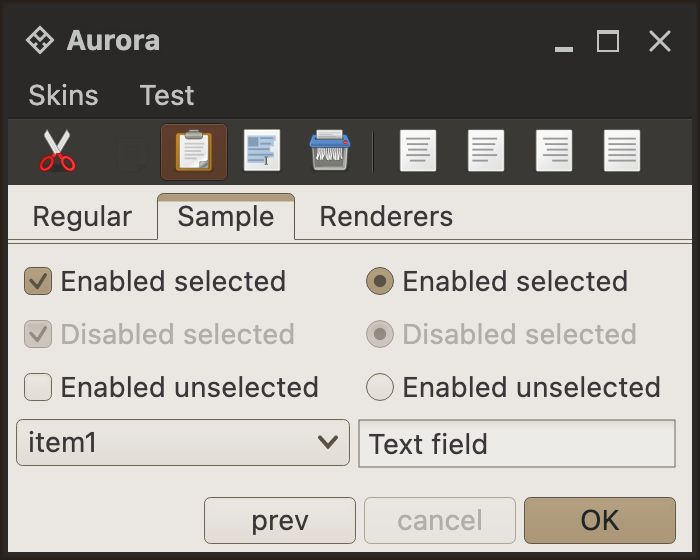 Aurora
Skins Test
Regular Sample Renderers
Enabled selected Enabled selected
Disabled selected Disabled selected
Enabled unselected Enabled unselected
item1 Text field
prev cancel OK